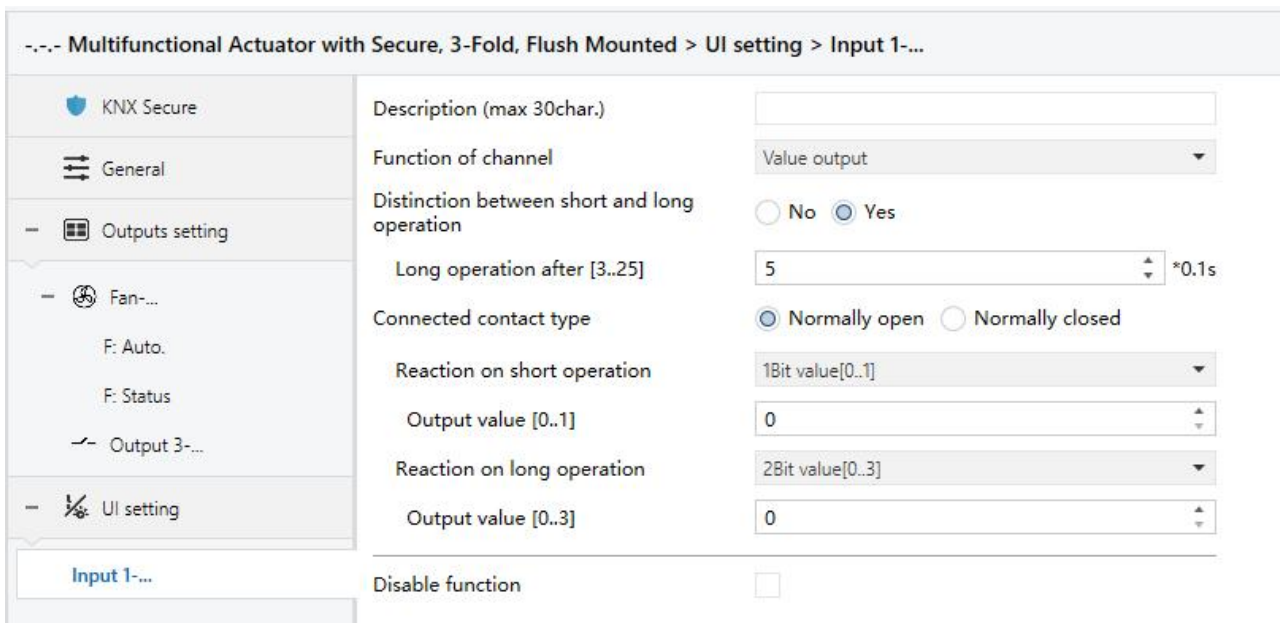 -.-.- Multifunctional Actuator with Secure, 3-Fold, Flush Mounted > UI setting > Input 1-...
KNX Secure
General
Outputs setting
Fan-...
F: Auto.
F: Status
Output 3-...
UI setting
Input 1-...
Description (max 30char.)
Function of channel Value output
Distinction between short and long
operation
No Yes
Long operation after [3..25] 5 *0.1s
Connected contact type Normally open Normally closed
Reaction on short operation 1Bit value[0..1]
Output value [0..1] 0
Reaction on long operation 2Bit value[0..3]
Output value [0..3] 0
Disable function